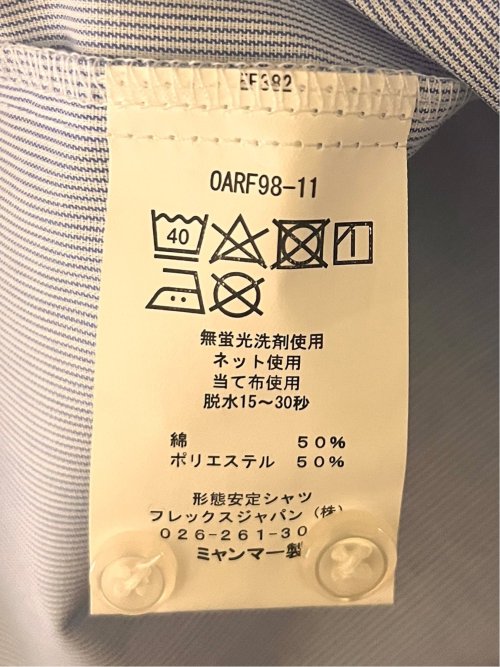 EF382
OARF98-11
40
無蛍光洗剤使用
ネット使用
当て布使用
脱水15～30秒
綿 50%
ポリエステル 50%
形態安定シャツ
フレックスジャパン（株）
026-261-30
ミャンマー製